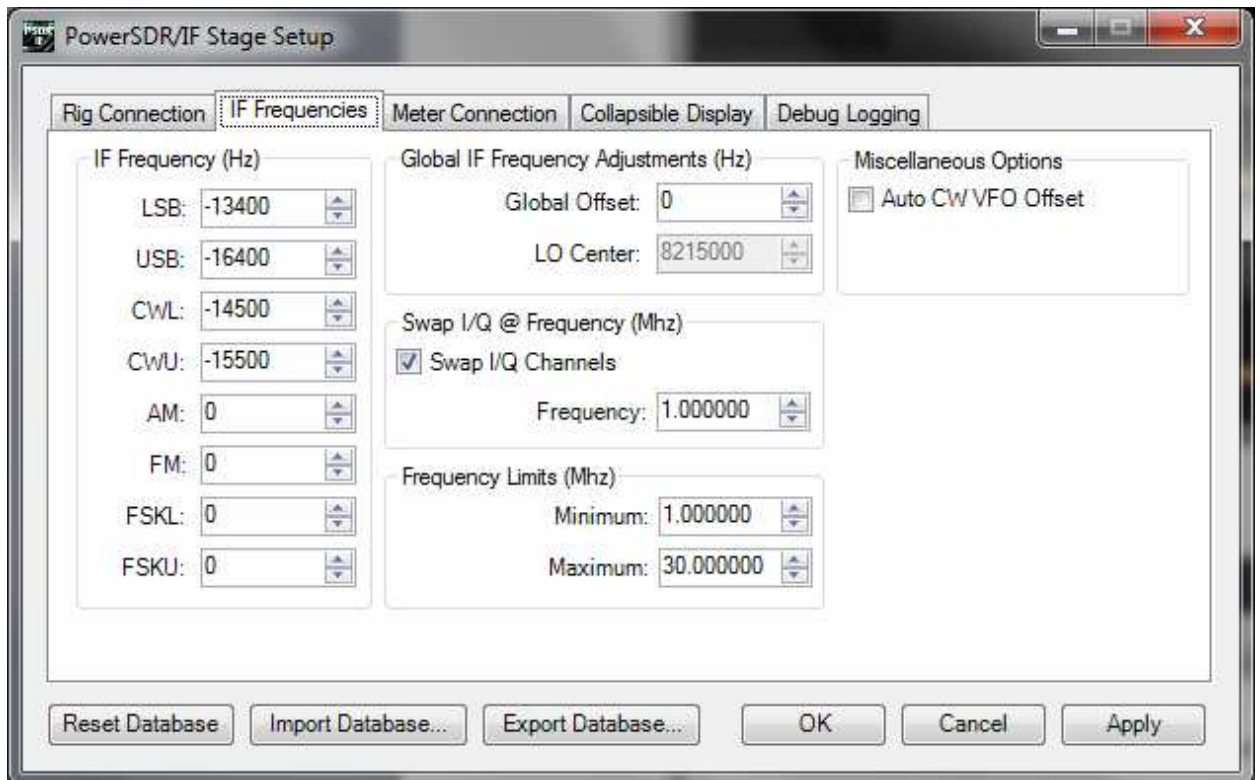 PowerSDR/IF Stage Setup
Rig Connection IF Frequencies Meter Connection Collapsible Display Debug Logging
IF Frequency (Hz)
LSB: -13400
USB: -16400
CWL: -14500
CWU: -15500
AM: 0
FM: 0
FSKL: 0
FSKU: 0
Global IF Frequency Adjustments (Hz)
Global Offset: 0
LO Center: 8215000
Swap I/Q @ Frequency (Mhz)
Swap I/Q Channels
Frequency: 1.000000
Frequency Limits (Mhz)
Minimum: 1.000000
Maximum: 30.000000
Miscellaneous Options
Auto CW VFO Offset
Reset Database Import Database... Export Database... OK Cancel Apply